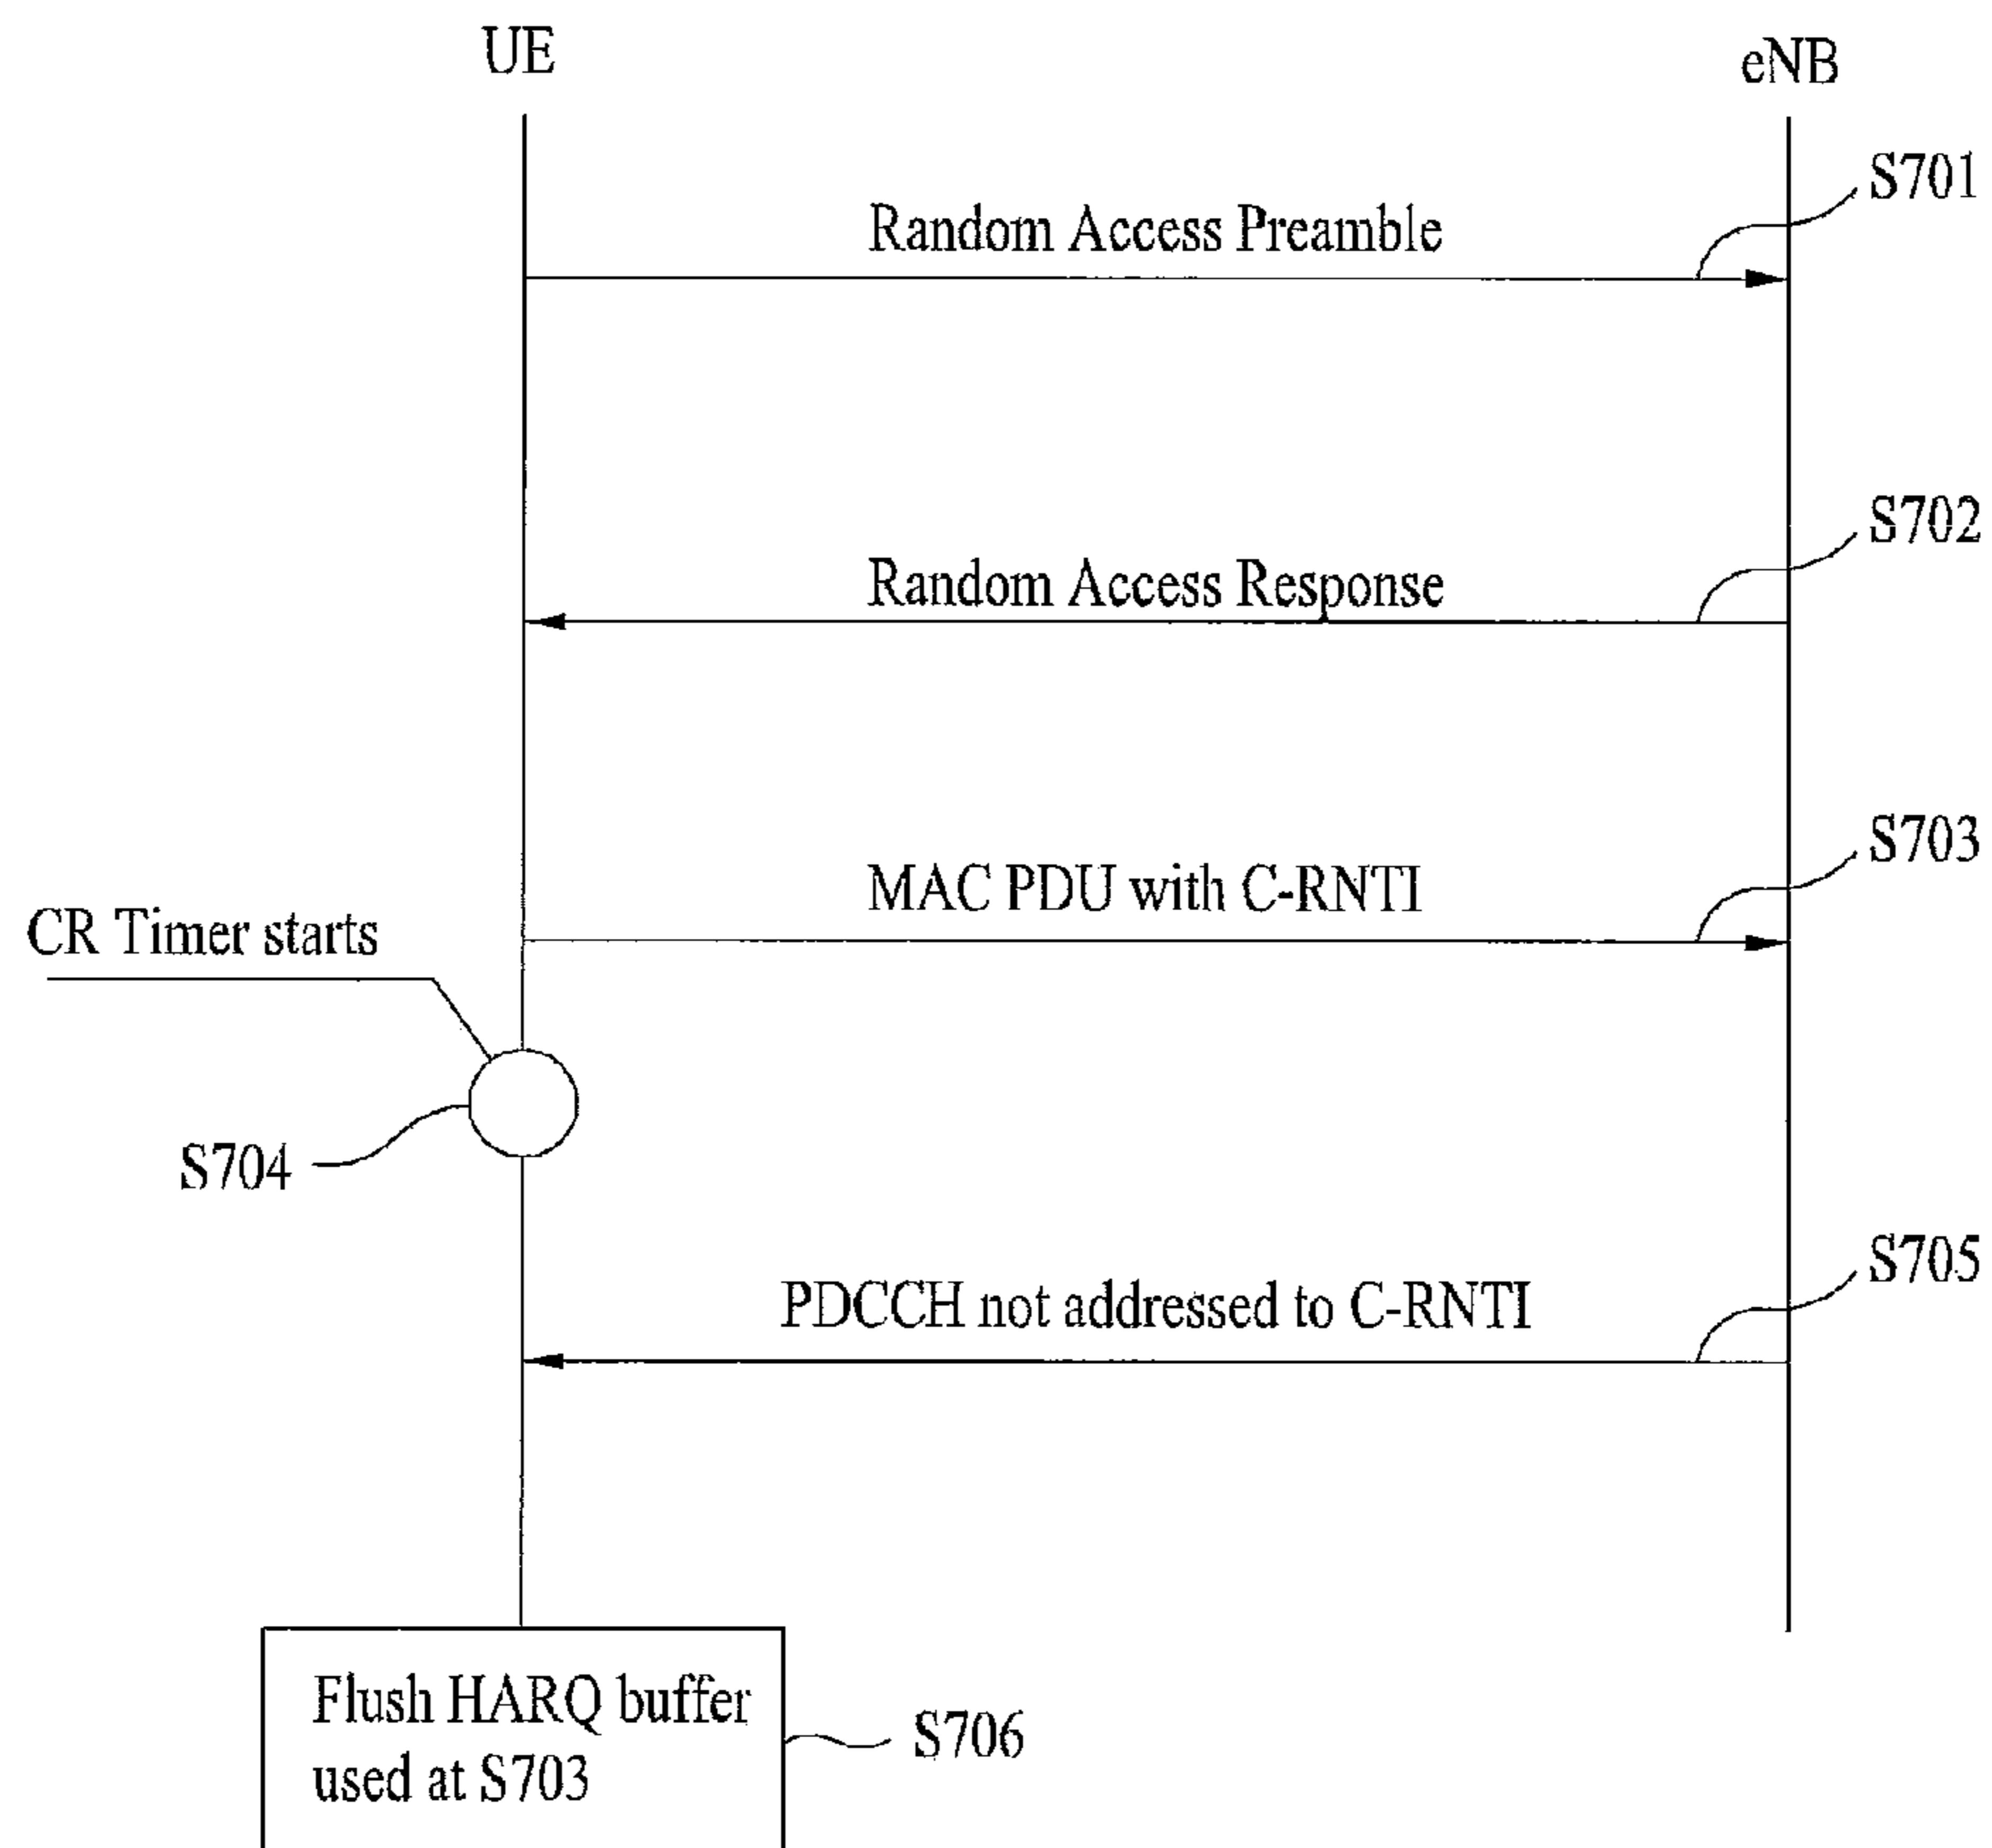 UE
eNB
S701
Random Access Preamble
S702
Random Access Response
S703
MAC PDU with C-RNTI
CR Timer starts
S704
S705
PDCCH not addressed to C-RNTI
Flush HARQ buffer
used at S703
S706